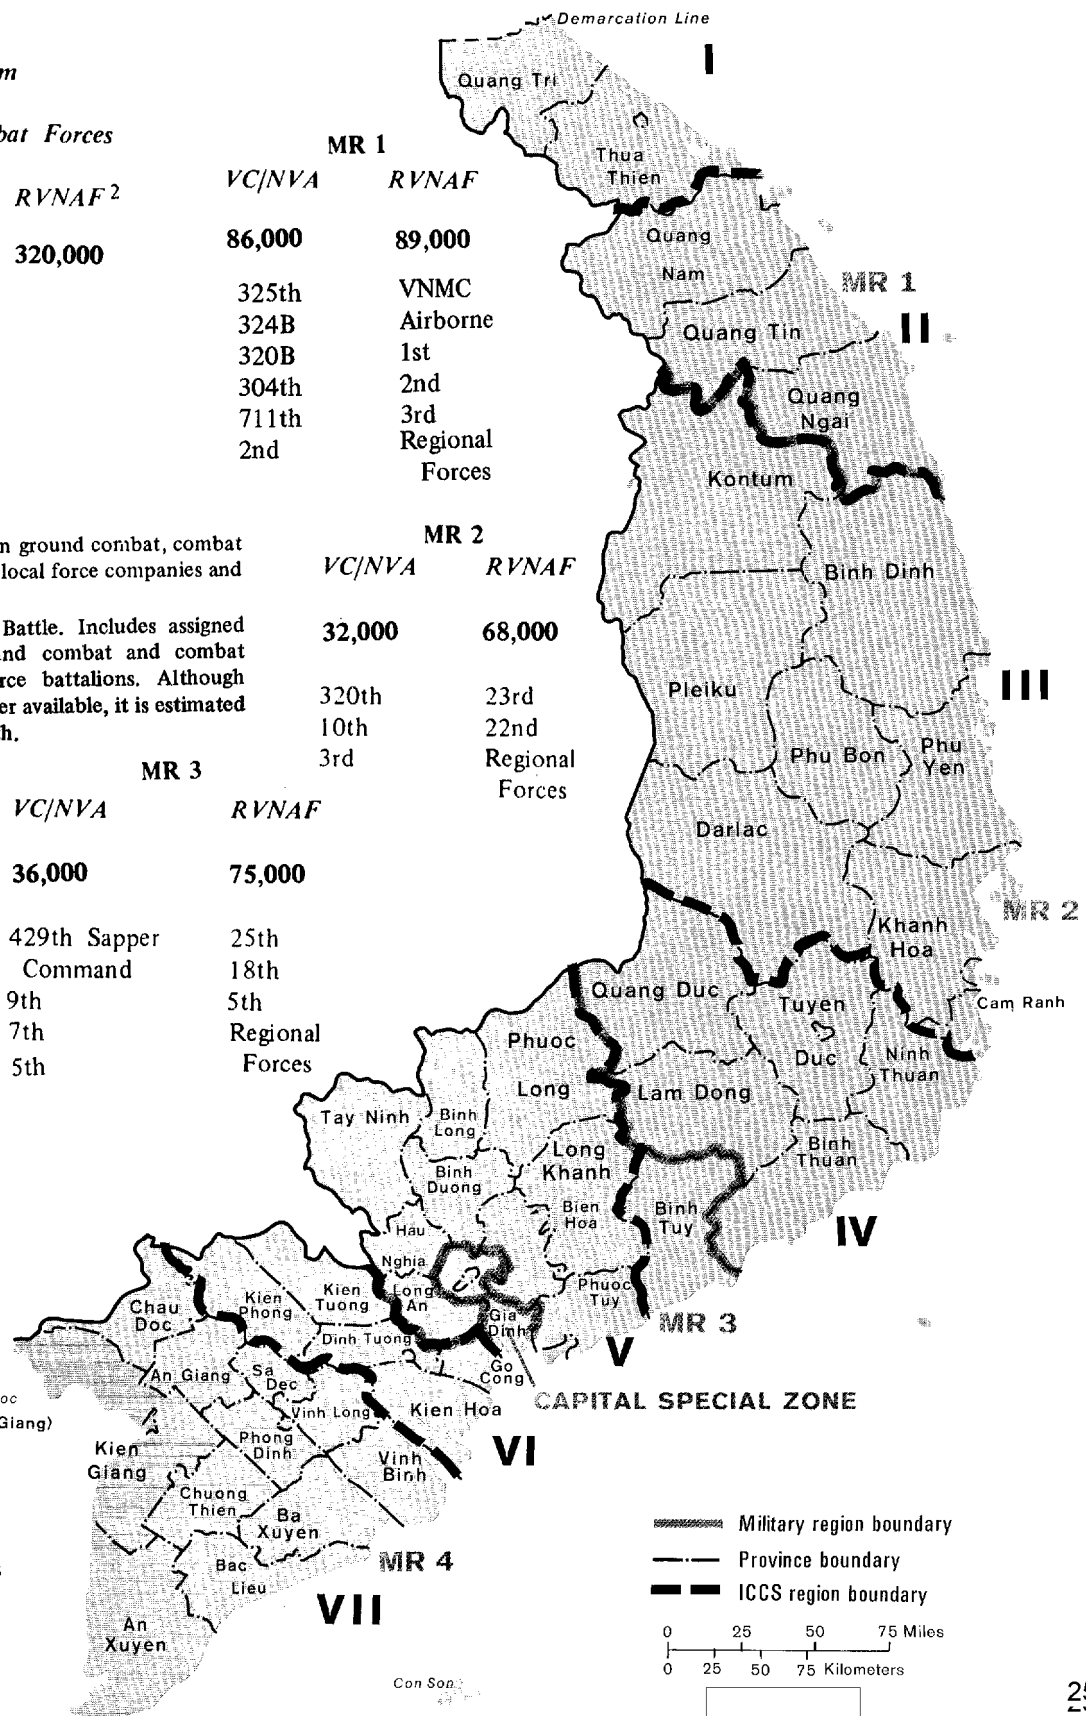 Demarcation Line
I
bat Forces
RVNAF 2
320,000
MR 1
VC/NVA RVNAF
86,000 89,000
325th VNMC
324B Airborne
320B 1st
304th 2nd
711th 3rd
2nd Regional
Forces
n ground combat, combat
local force companies and
Battle. Includes assigned
und combat and combat
rce battalions. Although
er available, it is estimated
h.
MR 2
VC/NVA RVNAF
32,000 68,000
320th 23rd
10th 22nd
3rd Regional
Forces
MR 3
VC/NVA RVNAF
36,000 75,000
429th Sapper 25th
Command 18th
9th 5th
7th Regional
5th Forces
Quang Tri
Thua
Thien
Quang
Nam
MR 1
II
Quang Tin
Quang
Ngai
Kontum
Binh Dinh
III
Pleiku
Phu Bon
Phu
Yen
Darlac
MR 2
Khanh
Hoa
Cam Ranh
Quang Duc
Tuyen
Duc
Ninh
Thuan
Phuoc
Long
Lam Dong
Tay Ninh
Binh
Long
Long
Khanh
Binh
Thuan
Binh
Duong
Bien
Hoa
Binh
Tuy
IV
Hau
Nghia
Long
An
Phuoc
Tuy
Gia
Dinh
MR 3
V
Chau
Doc
Kien
Phong
Kien
Tuong
Dinh Tuong
Go
Cong
CAPITAL SPECIAL ZONE
An Giang
Sa
Dec
Vinh Long
Kien Hoa
VI
oc
Giang)
Kien
Giang
Phong
Dinh
Vinh
Binh
Chuong
Thien
Ba
Xuyen
MR 4
Bac
Lieu
VII
An
Xuyen
Con Son
Military region boundary
Province boundary
ICCS region boundary
0 25 50 75 Miles
0 25 50 75 Kilometers